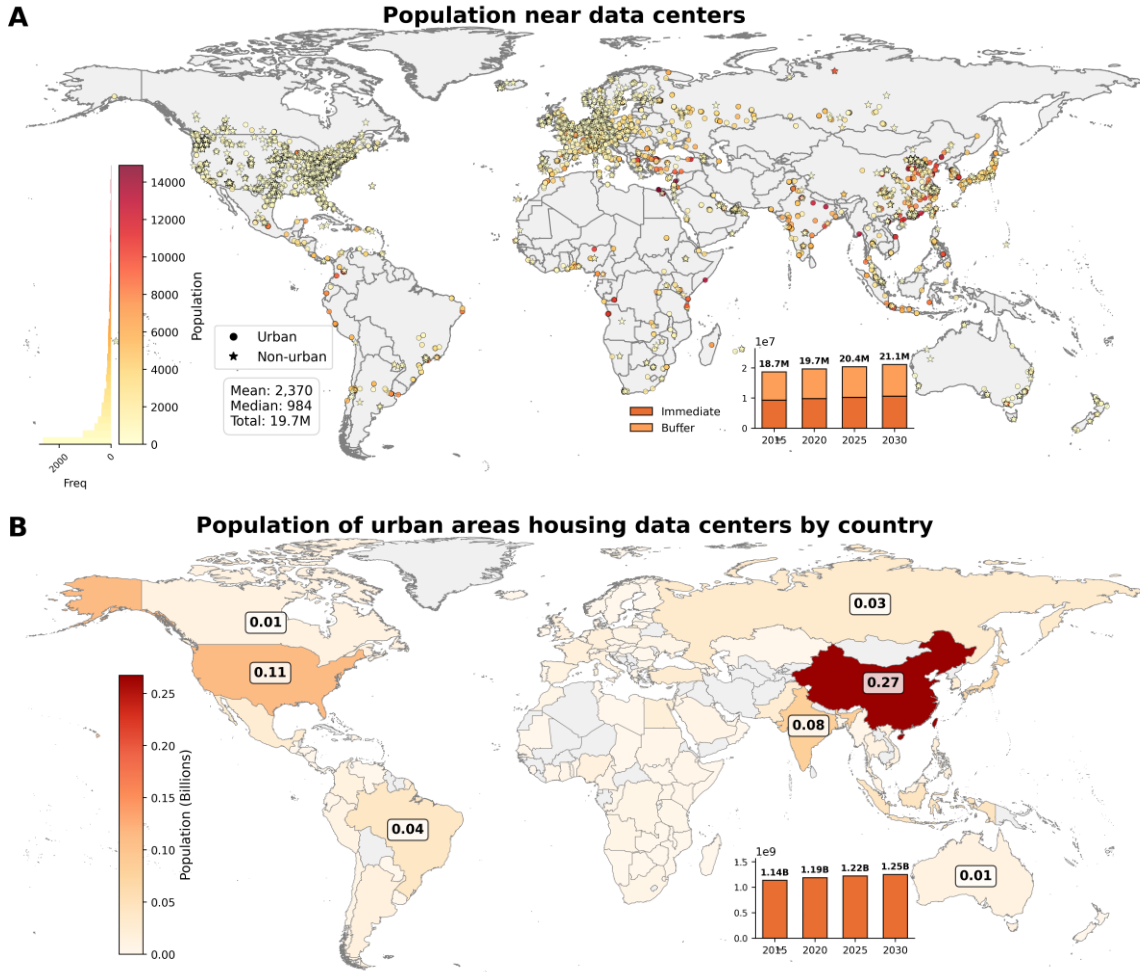 A
Population near data centers
14000
12000
10000
8000
6000
4000
2000
0
Population
2000
0
Freq
Urban
Non-urban
Mean: 2,370
Median: 984
Total: 19.7M
Immediate
Buffer
1e7
2
1
0
18.7M
19.7M
20.4M
21.1M
2015
2020
2025
2030
B
Population of urban areas housing data centers by country
0.25
0.20
0.15
0.10
0.05
0.00
Population (Billions)
0.01
0.03
0.11
0.27
0.08
0.04
0.01
1e9
1.5
1.0
0.5
0.0
1.14B
1.19B
1.22B
1.25B
2015
2020
2025
2030